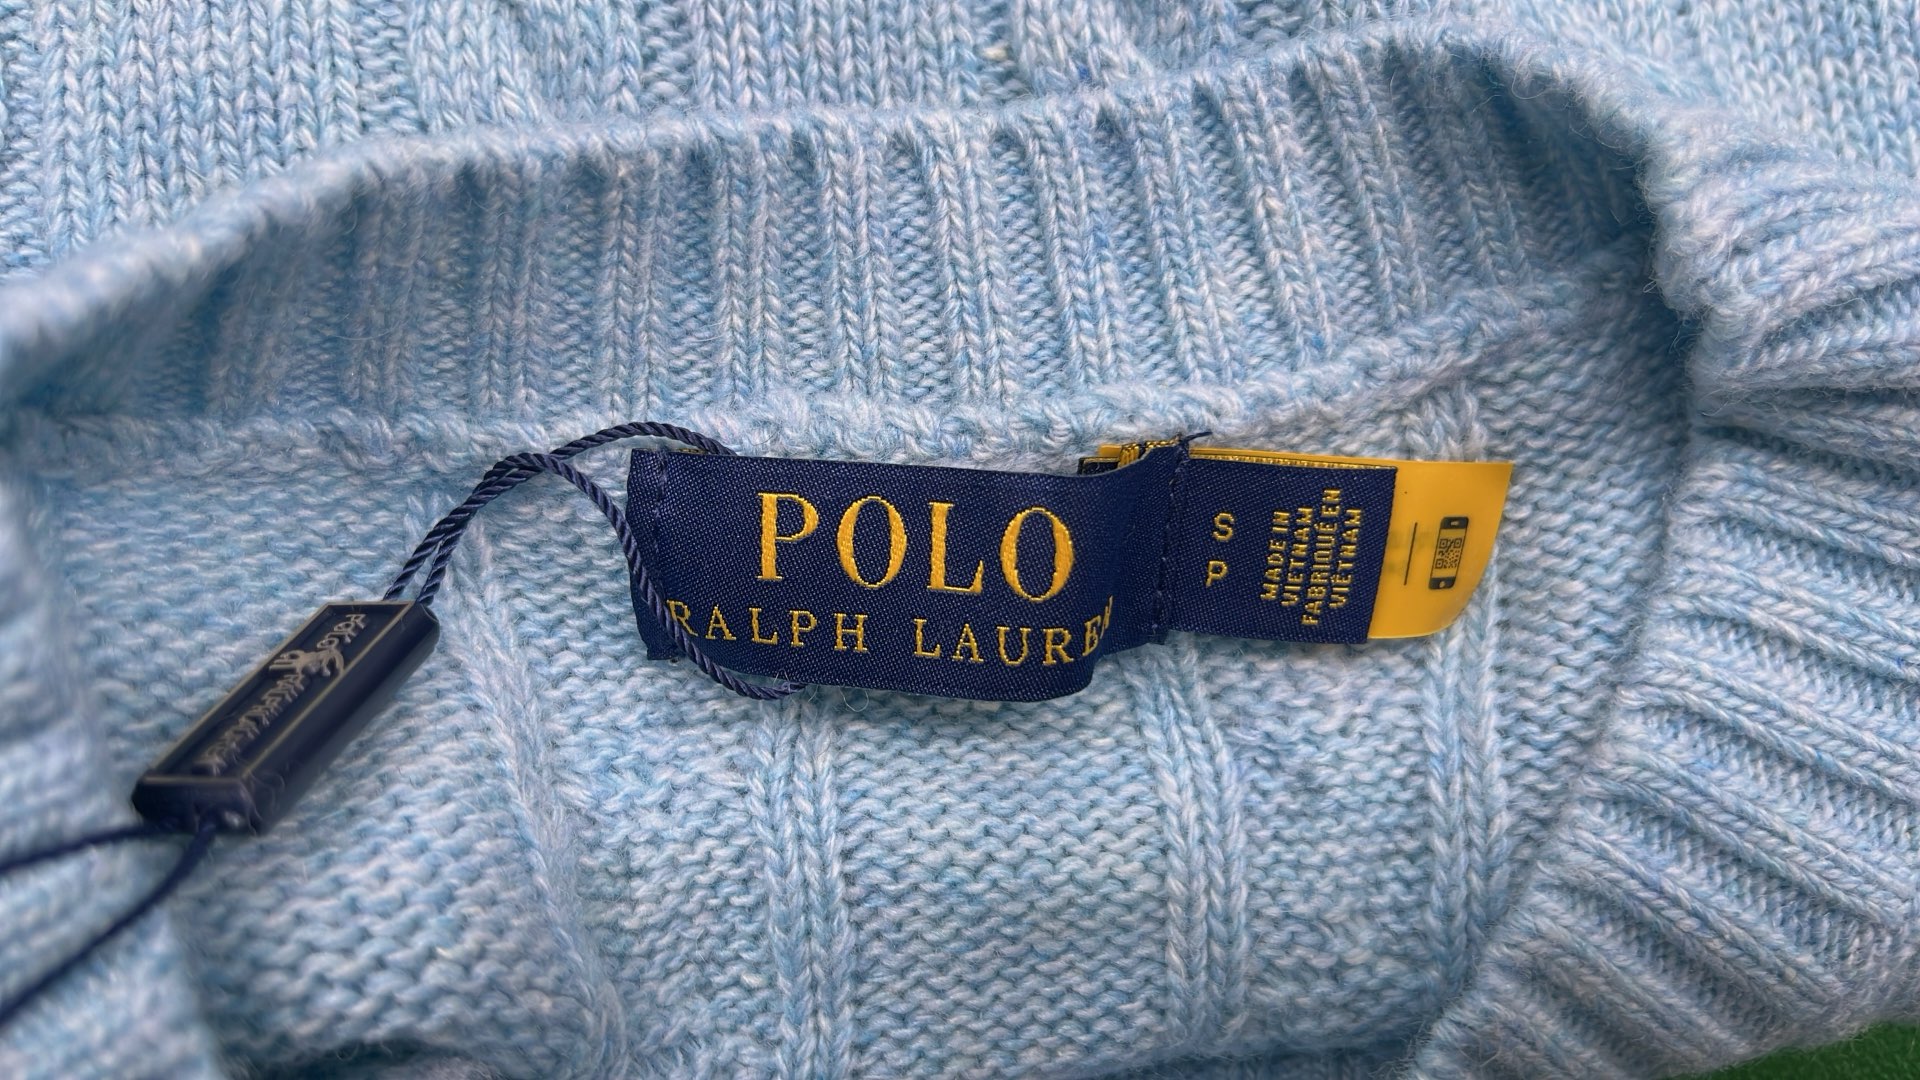 POLO
RALPH LAUREN
S
P
MADE IN
VIETNAM
FABRIQUÉ EN
VIETNAM